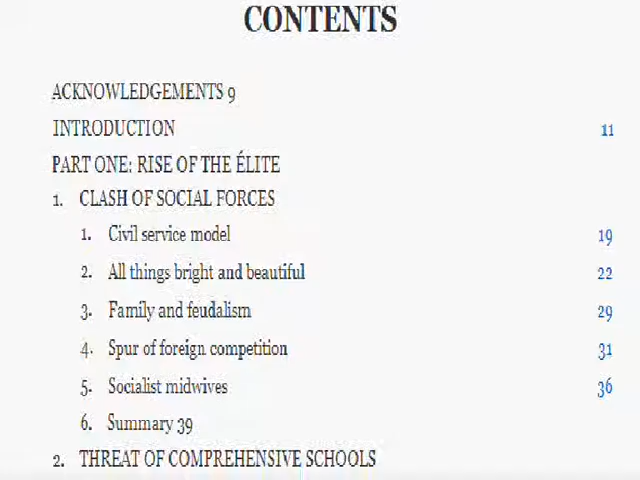 CONTENTS
ACKNOWLEDGEMENTS 9
INTRODUCTION 11
PART ONE: RISE OF THE ÉLITE
1. CLASH OF SOCIAL FORCES
1. Civil service model 19
2. All things bright and beautiful 22
3. Family and feudalism 29
4. Spur of foreign competition 31
5. Socialist midwives 36
6. Summary 39
2. THREAT OF COMPREHENSIVE SCHOOLS